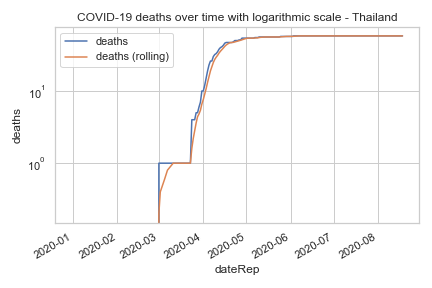 COVID-19 deaths over time with logarithmic scale - Thailand
deaths
deaths (rolling)
deaths
10¹
10⁰
2020-01
2020-02
2020-03
2020-04
2020-05
2020-06
2020-07
2020-08
dateRep